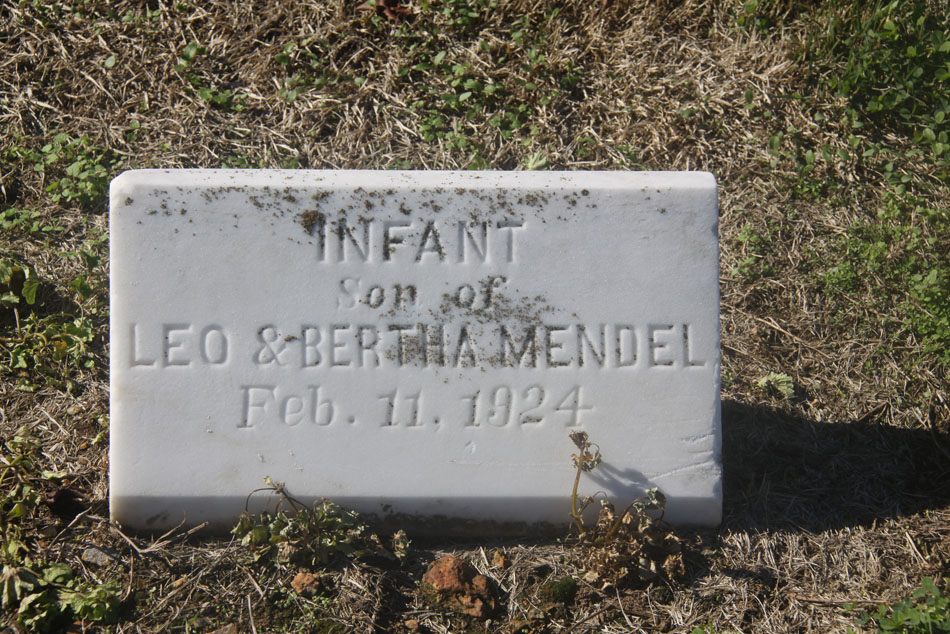 INFANT
Son of
LEO & BERTHA MENDEL
Feb. 11, 1924